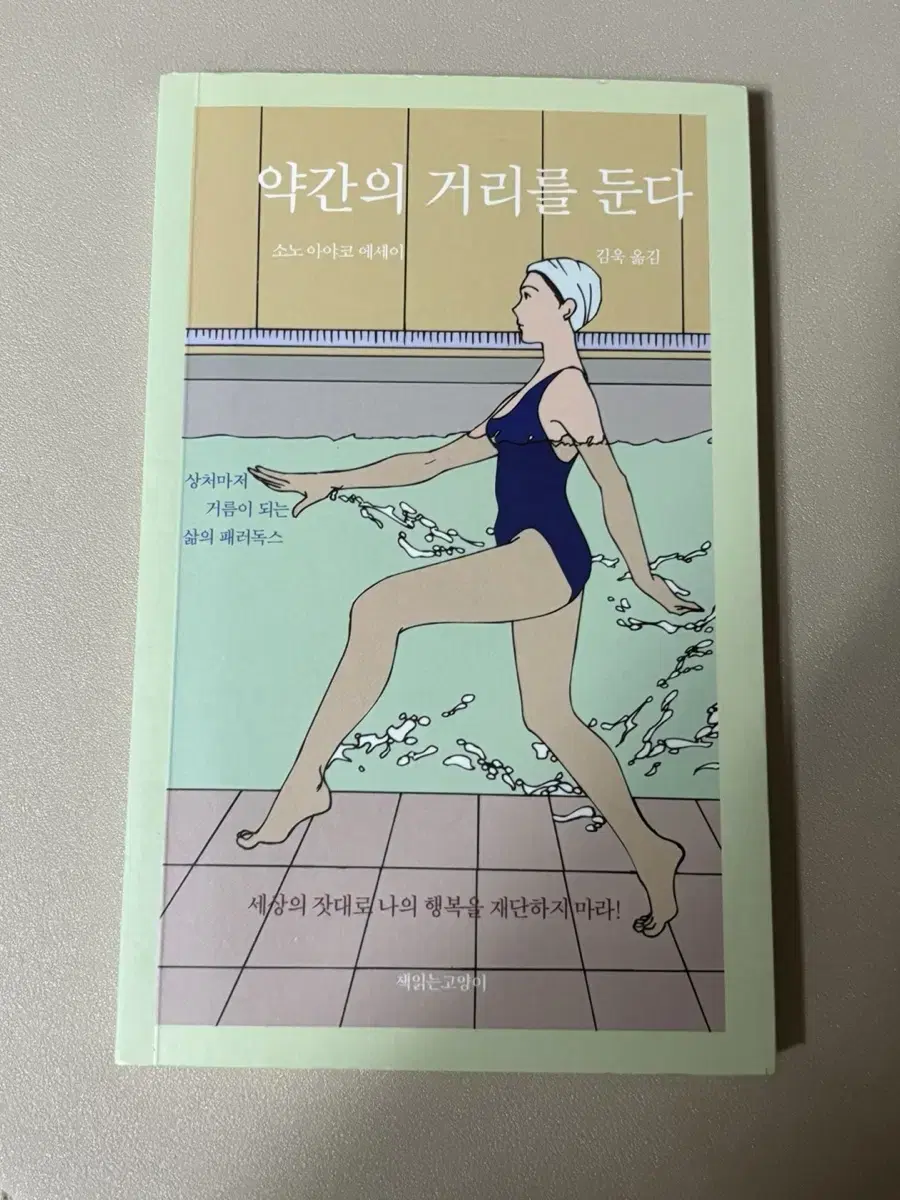 약간의 거리를 둔다
소노 아야코 에세이
김욱 옮김
상처마저
거름이 되는
삶의 패러독스
세상의 잣대로 나의 행복을 재단하지 마라!
책읽는고양이